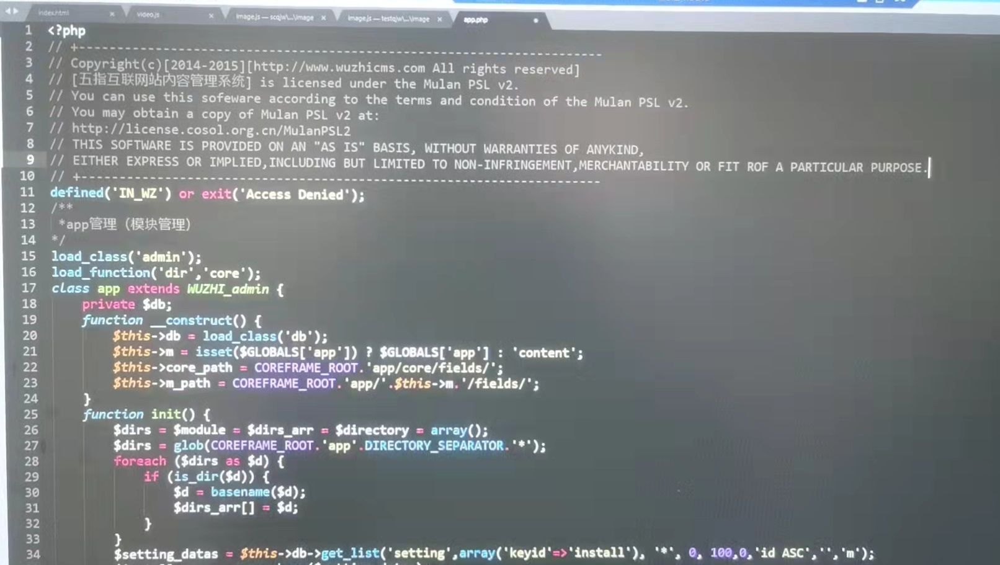 index.html
video.js
image.js — scqjw\...\image
image.js — testqjw\...\image
app.php
1 <?php
2 // +----------------------------------------------------------------------
3 // Copyright(c)[2014-2015][http://www.wuzhicms.com All rights reserved]
4 // [五指互联网站内容管理系统] is licensed under the Mulan PSL v2.
5 // You can use this sofeware according to the terms and condition of the Mulan PSL v2.
6 // You may obtain a copy of Mulan PSL v2 at:
7 // http://license.cosol.org.cn/MulanPSL2
8 // THIS SOFTWARE IS PROVIDED ON AN "AS IS" BASIS, WITHOUT WARRANTIES OF ANYKIND,
9 // EITHER EXPRESS OR IMPLIED,INCLUDING BUT LIMITED TO NON-INFRINGEMENT,MERCHANTABILITY OR FIT ROF A PARTICULAR PURPOSE.
10 // +----------------------------------------------------------------------
11 defined('IN_WZ') or exit('Access Denied');
12 /**
13 *app管理（模块管理）
14 */
15 load_class('admin');
16 load_function('dir','core');
17 class app extends WUZHI_admin {
18 private $db;
19 function __construct() {
20 $this->db = load_class('db');
21 $this->m = isset($GLOBALS['app']) ? $GLOBALS['app'] : 'content';
22 $this->core_path = COREFRAME_ROOT.'app/core/fields/';
23 $this->m_path = COREFRAME_ROOT.'app/'.$this->m.'/fields/';
24 }
25 function init() {
26 $dirs = $module = $dirs_arr = $directory = array();
27 $dirs = glob(COREFRAME_ROOT.'app'.DIRECTORY_SEPARATOR.'*');
28 foreach ($dirs as $d) {
29 if (is_dir($d)) {
30 $d = basename($d);
31 $dirs_arr[] = $d;
32 }
33 }
34 $setting_datas = $this->db->get_list('setting',array('keyid'=>'install'), '*', 0, 100,0,'id ASC','','m');